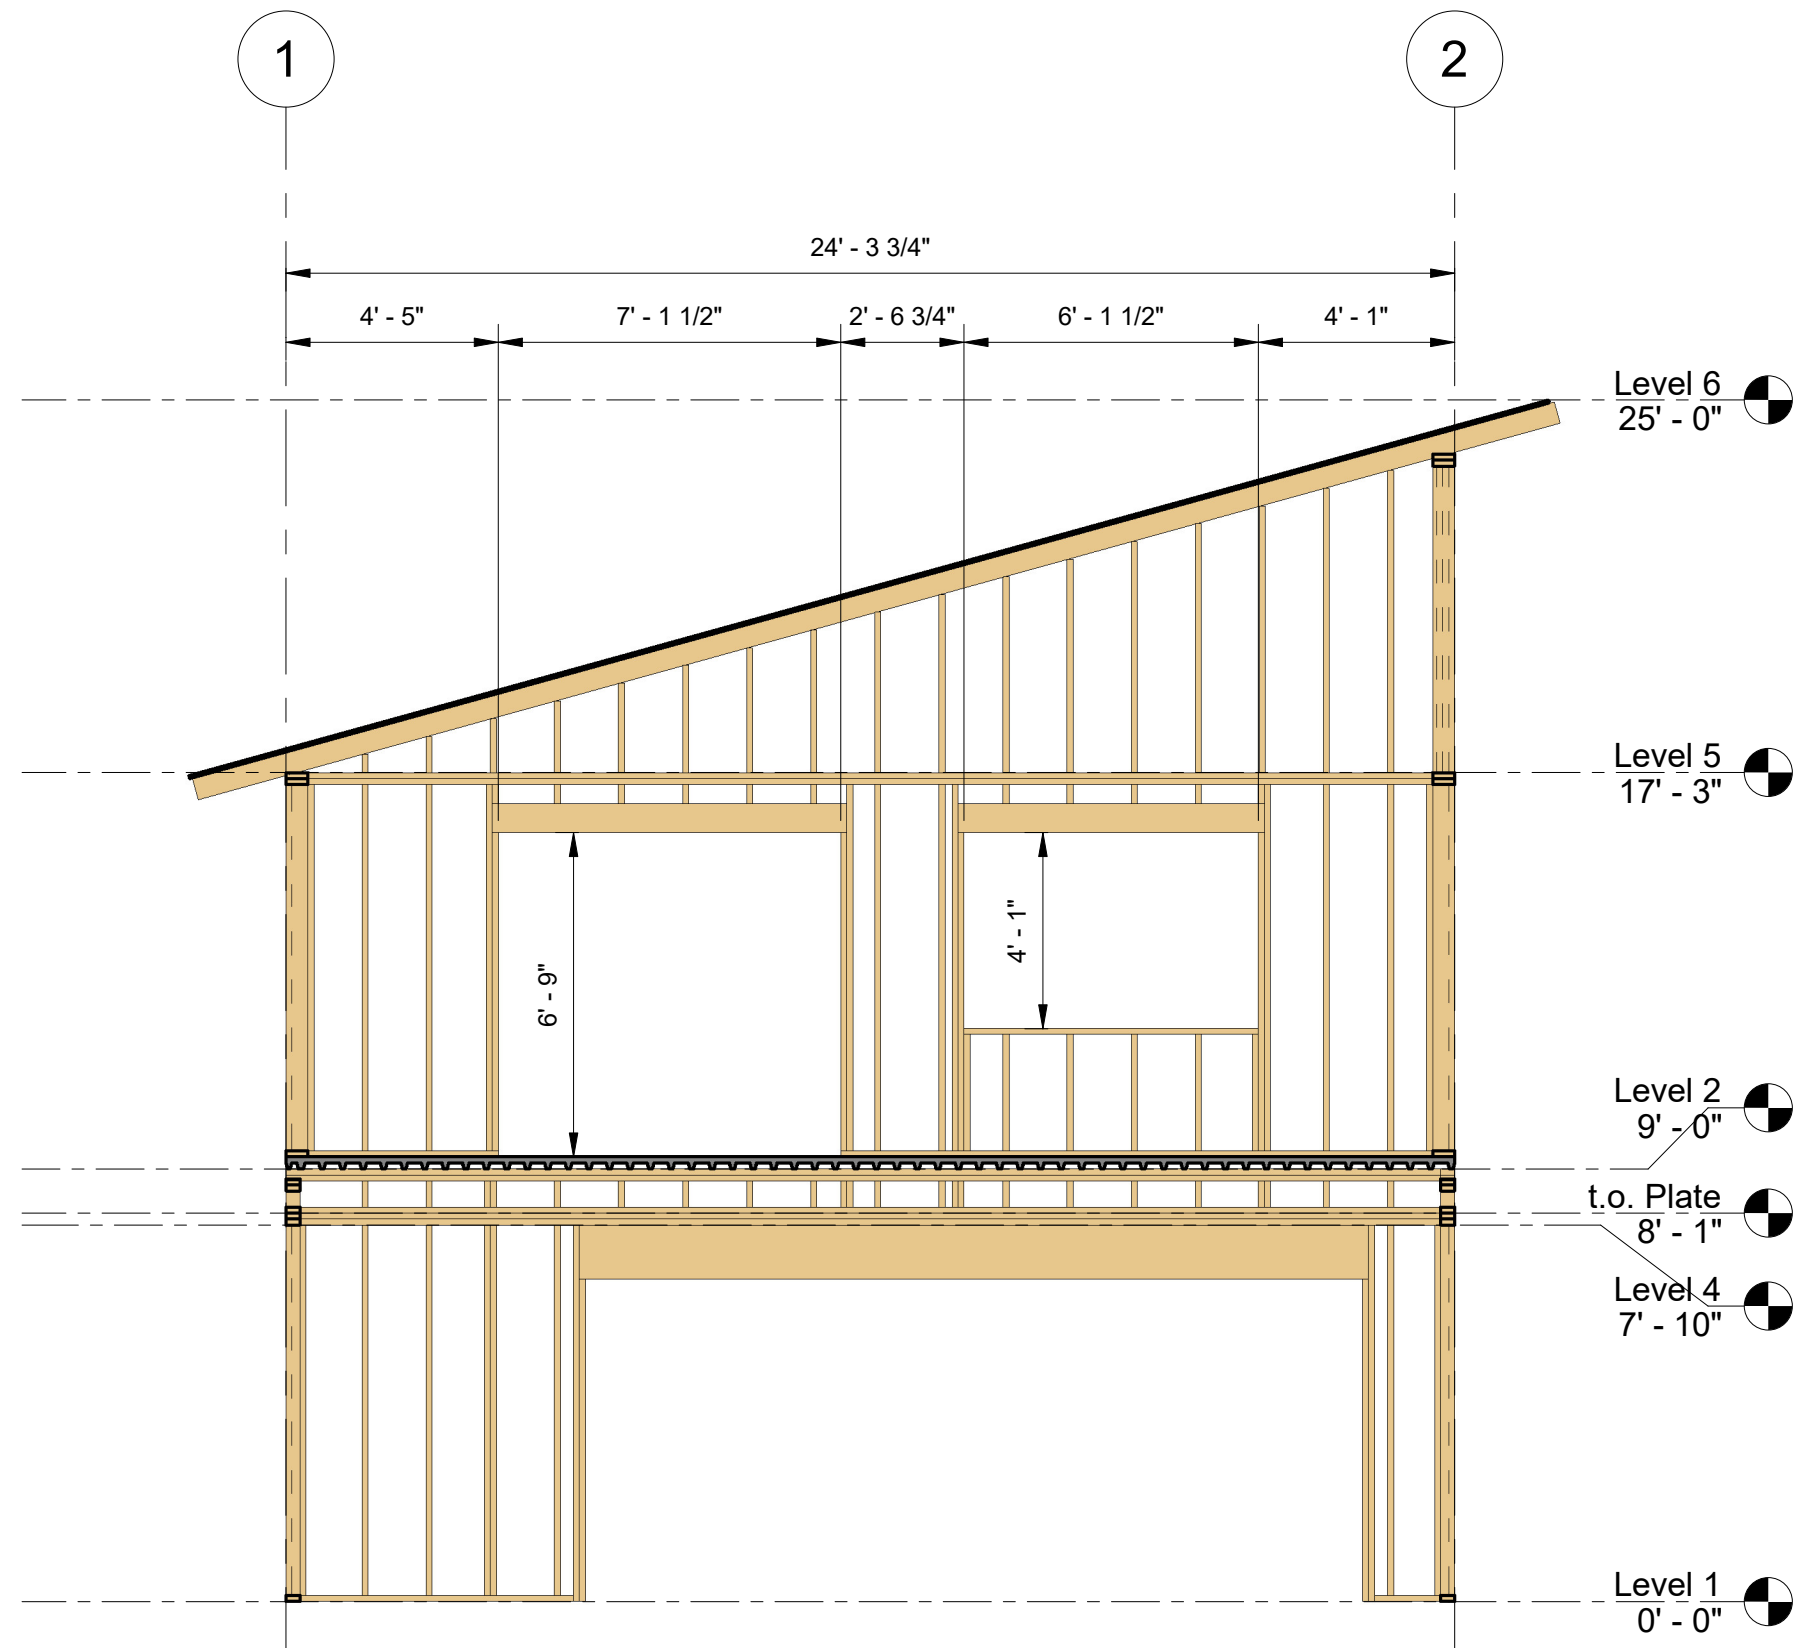 1
2
24' - 3 3/4"
4' - 5"
7' - 1 1/2"
2' - 6 3/4"
6' - 1 1/2"
4' - 1"
Level 6
25' - 0"
Level 5
17' - 3"
4' - 1"
6' - 9"
Level 2
9' - 0"
t.o. Plate
8' - 1"
Level 4
7' - 10"
Level 1
0' - 0"